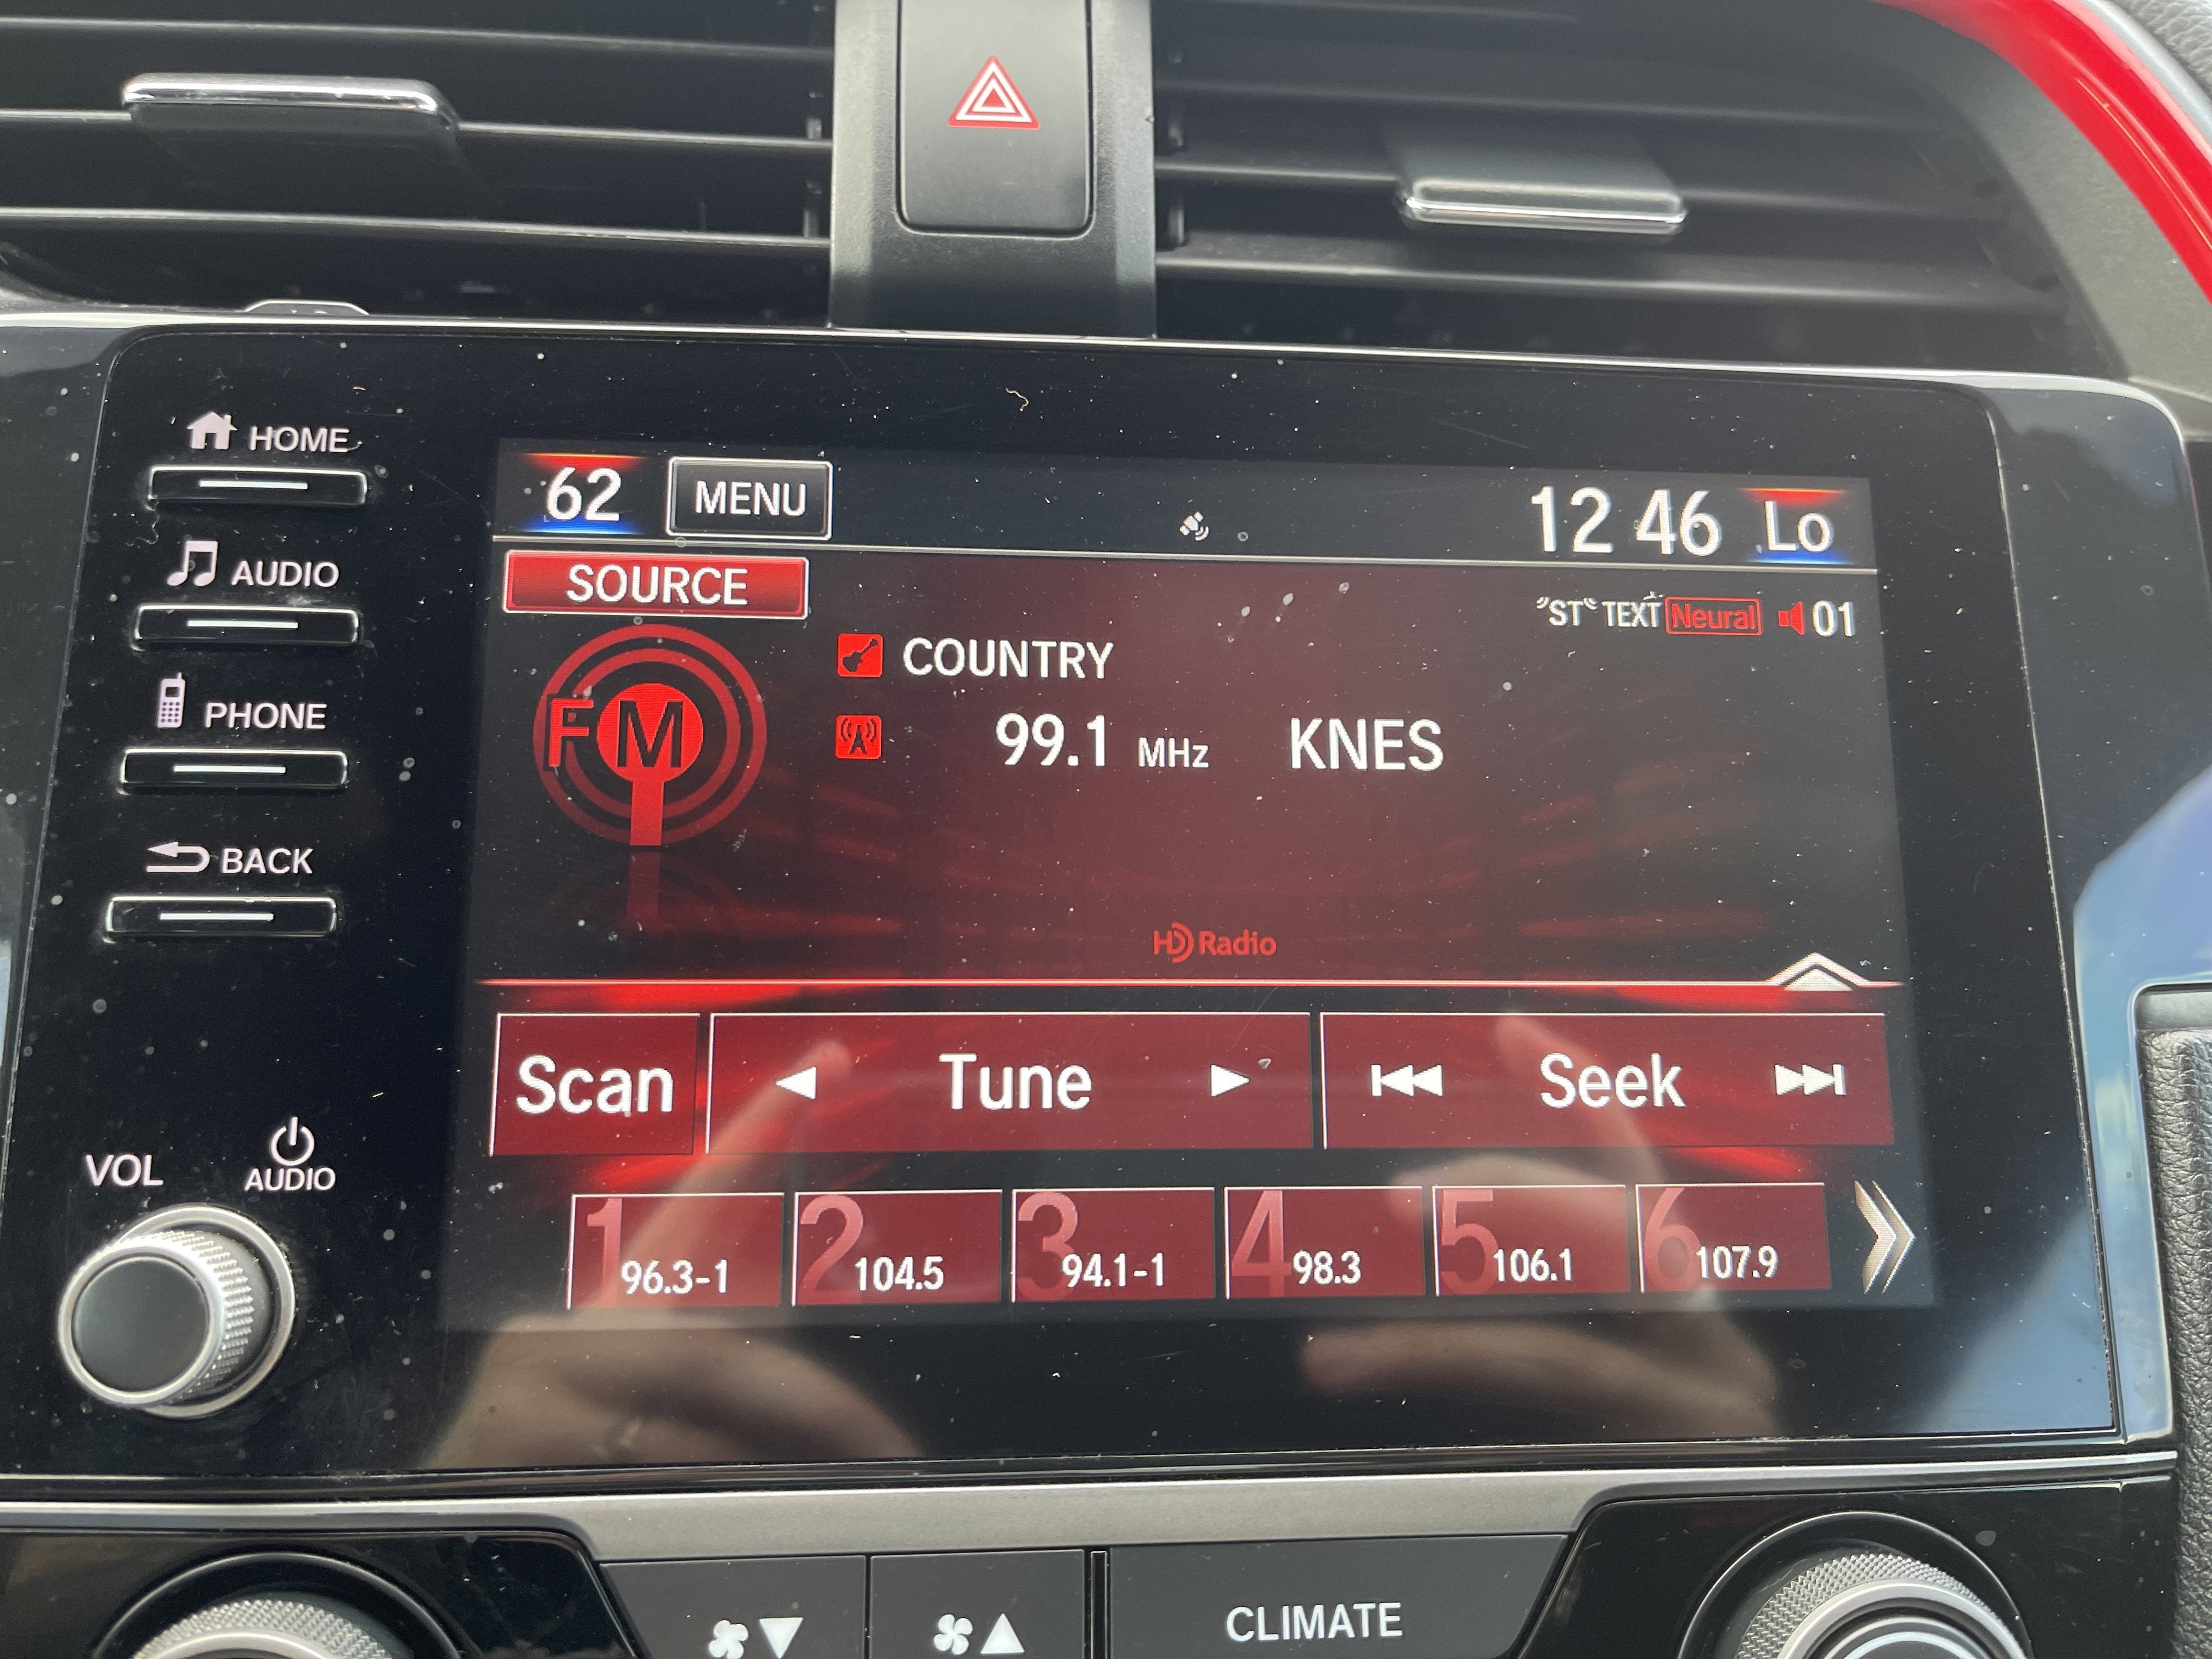 HOME
AUDIO
PHONE
BACK
VOL
AUDIO
62 MENU 12 46 Lo
SOURCE
"ST" TEXT Neural 01
FM
COUNTRY
99.1 MHz KNES
HD Radio
Scan Tune Seek
1 96.3-1 2 104.5 3 94.1-1 4 98.3 5 106.1 6 107.9
CLIMATE